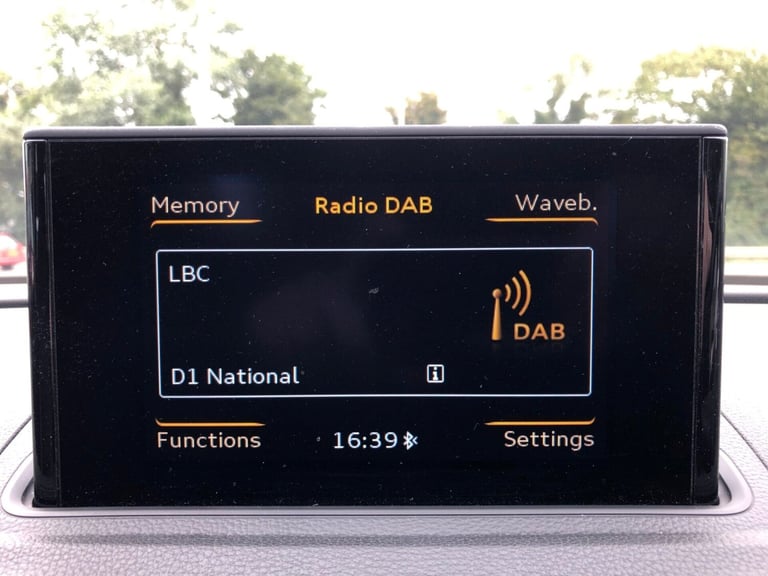 Memory Radio DAB Waveb.
LBC
DAB
D1 National i
Functions 16:39 Settings